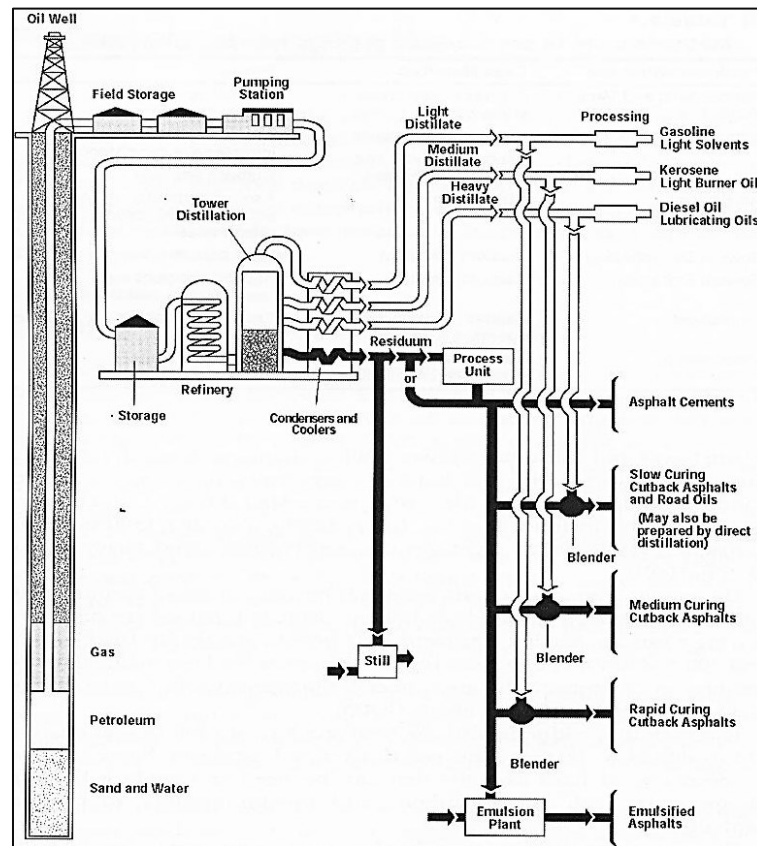 Oil Well
Field Storage
Pumping
Station
Light
Distillate
Processing
Gasoline
Light Solvents
Medium
Distillate
Kerosene
Light Burner Oil
Heavy
Distillate
Diesel Oil
Lubricating Oils
Tower
Distillation
Residuum
Process
Unit
or
Storage
Refinery
Condensers and
Coolers
Asphalt Cements
Slow Curing
Cutback Asphalts
and Road Oils
(May also be
prepared by direct
distillation)
Blender
Medium Curing
Cutback Asphalts
Blender
Gas
Still
Petroleum
Rapid Curing
Cutback Asphalts
Blender
Sand and Water
Emulsion
Plant
Emulsified
Asphalts